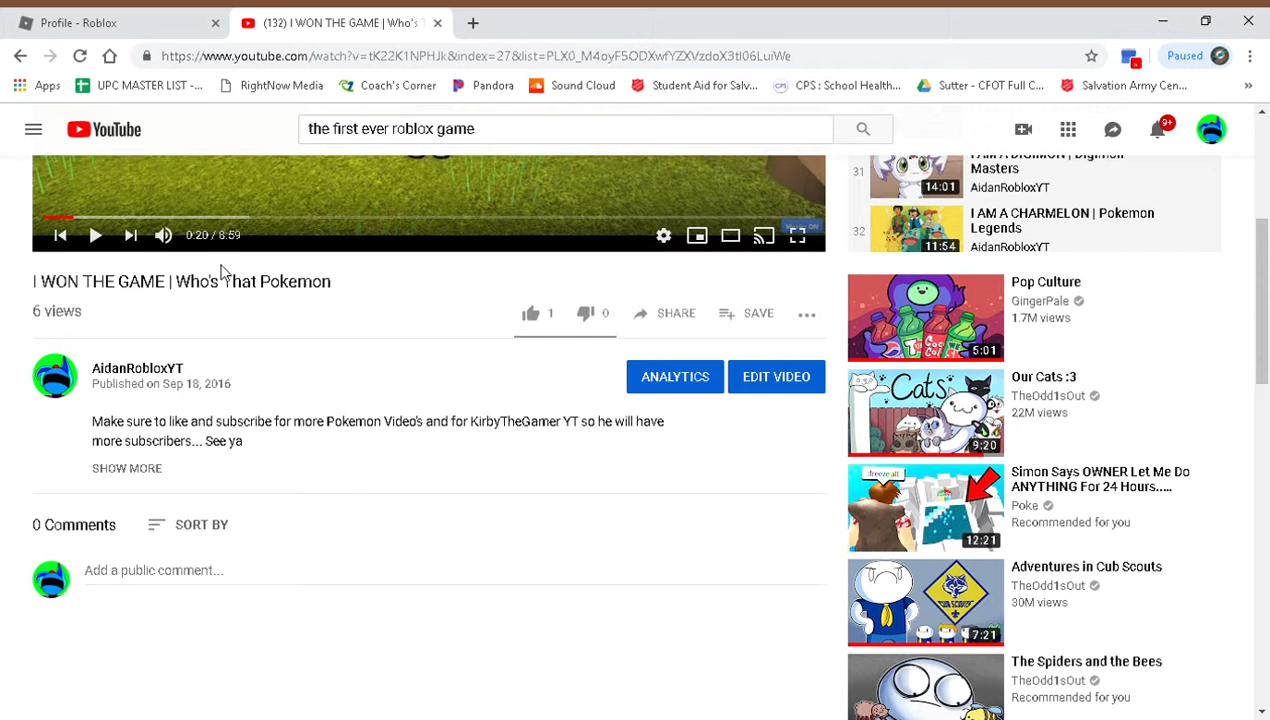 Profile - Roblox
(132) I WON THE GAME | Who's T
https://www.youtube.com/watch?v=tK22K1NPHJk&index=27&list=PLX0_M4oyF5ODXwfYZXVzdoX3tI06LuiWe
Paused
Apps
UPC MASTER LIST -...
RightNow Media
Coach's Corner
Pandora
Sound Cloud
Student Aid for Salv...
CPS : School Health...
Sutter - CFOT Full C...
Salvation Army Cen...
»
YouTube
the first ever roblox game
9+
0:20 / 8:59
I WON THE GAME | Who's That Pokemon
6 views
1
0
SHARE
SAVE
AidanRobloxYT
Published on Sep 18, 2016
ANALYTICS
EDIT VIDEO
Make sure to like and subscribe for more Pokemon Video's and for KirbyTheGamer YT so he will have
more subscribers... See ya
SHOW MORE
0 Comments
SORT BY
Add a public comment...
31
14:01
I AM A DIGIMON | Digimon
Masters
AidanRobloxYT
32
11:54
I AM A CHARMELON | Pokemon
Legends
AidanRobloxYT
5:01
Pop Culture
GingerPale
1.7M views
Cats
9:20
Our Cats :3
TheOdd1sOut
22M views
;freeze all
12:21
Simon Says OWNER Let Me Do
ANYTHING For 24 Hours.....
Poke
Recommended for you
7:21
Adventures in Cub Scouts
TheOdd1sOut
30M views
The Spiders and the Bees
TheOdd1sOut
Recommended for you